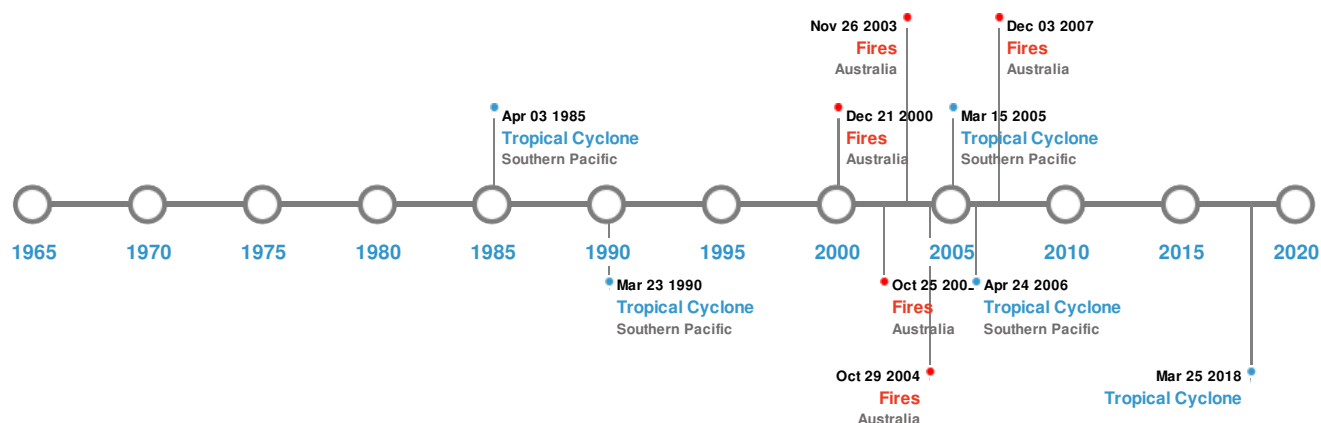 Nov 26 2003
Fires
Australia
Dec 03 2007
Fires
Australia
Apr 03 1985
Tropical Cyclone
Southern Pacific
Dec 21 2000
Fires
Australia
Mar 15 2005
Tropical Cyclone
Southern Pacific
1965 1970 1975 1980 1985 1990 1995 2000 2005 2010 2015 2020
Mar 23 1990
Tropical Cyclone
Southern Pacific
Oct 25
Fires
Australia
Apr 24 2006
Tropical Cyclone
Southern Pacific
Oct 29 2004
Fires
Australia
Mar 25 2018
Tropical Cyclone